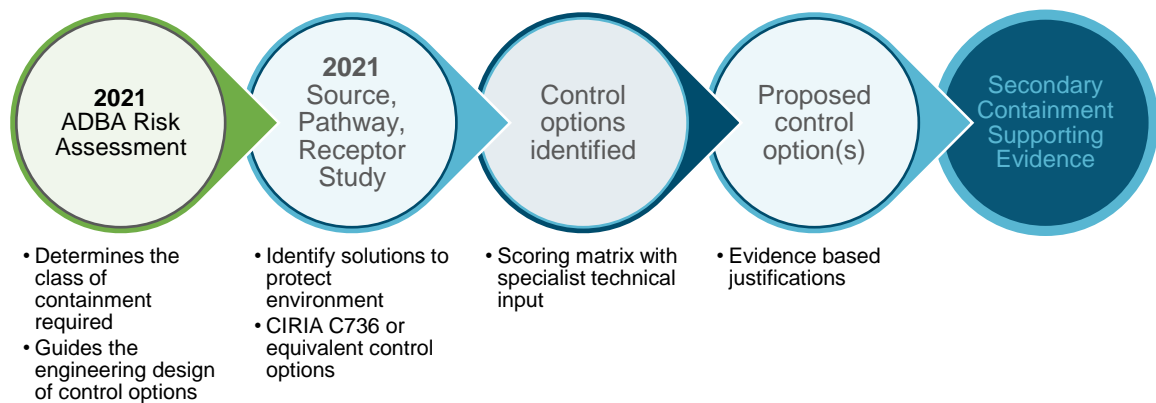 2021
ADBA Risk
Assessment
2021
Source,
Pathway,
Receptor
Study
Control
options
identified
Proposed
control
option(s)
Secondary
Containment
Supporting
Evidence
• Determines the
class of
containment
required
• Guides the
engineering design
of control options
• Identify solutions to
protect
environment
• CIRIA C736 or
equivalent control
options
• Scoring matrix with
specialist technical
input
• Evidence based
justifications